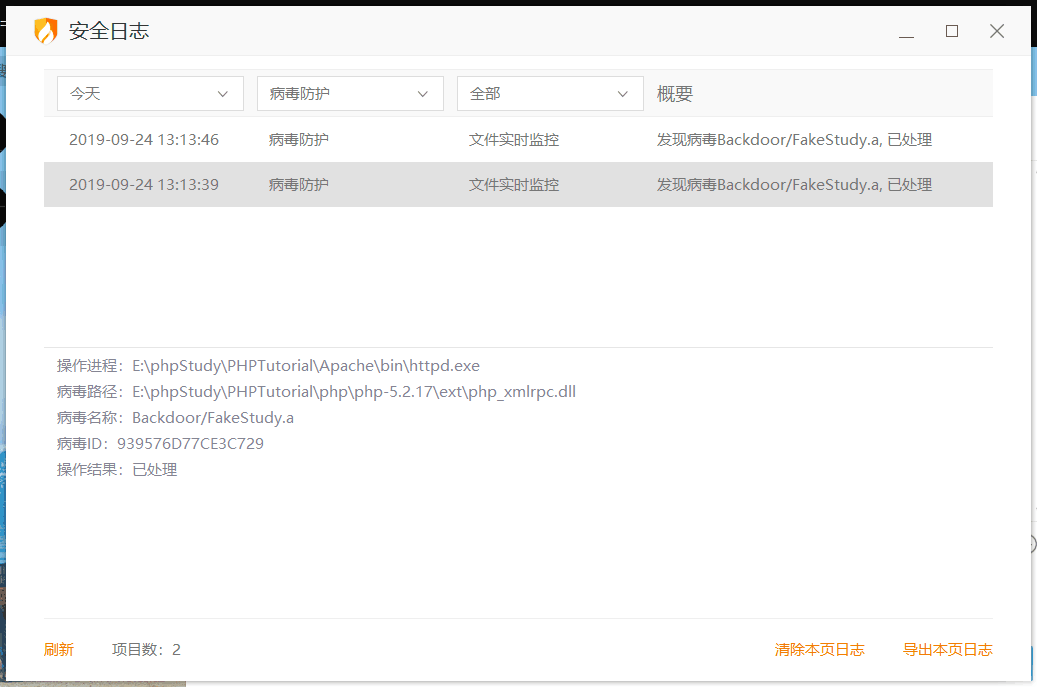 安全日志
今天 病毒防护 全部 概要
2019-09-24 13:13:46 病毒防护 文件实时监控 发现病毒Backdoor/FakeStudy.a, 已处理
2019-09-24 13:13:39 病毒防护 文件实时监控 发现病毒Backdoor/FakeStudy.a, 已处理
操作进程：E:\phpStudy\PHPTutorial\Apache\bin\httpd.exe
病毒路径：E:\phpStudy\PHPTutorial\php\php-5.2.17\ext\php_xmlrpc.dll
病毒名称：Backdoor/FakeStudy.a
病毒ID：939576D77CE3C729
操作结果：已处理
刷新 项目数：2 清除本页日志 导出本页日志